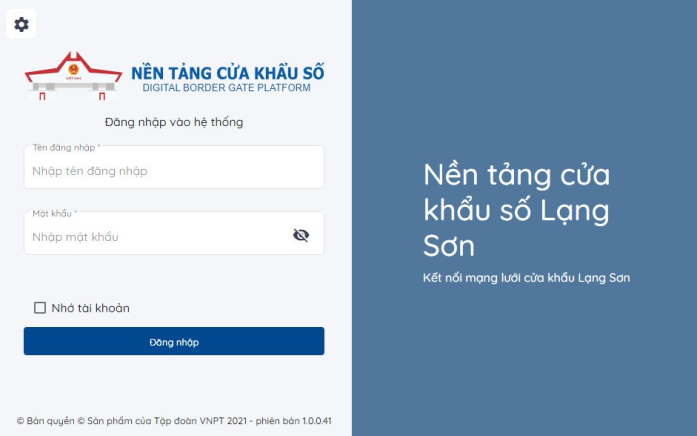 VIỆT NAM
NỀN TẢNG CỬA KHẨU SỐ
DIGITAL BORDER GATE PLATFORM
Đăng nhập vào hệ thống
Tên đăng nhập *
Nhập tên đăng nhập
Mật khẩu *
Nhập mật khẩu
Nhớ tài khoản
Đăng nhập
© Bản quyền © Sản phẩm của Tập đoàn VNPT 2021 - phiên bản 1.0.0.41
Nền tảng cửa
khẩu số Lạng
Sơn
Kết nối mạng lưới cửa khẩu Lạng Sơn